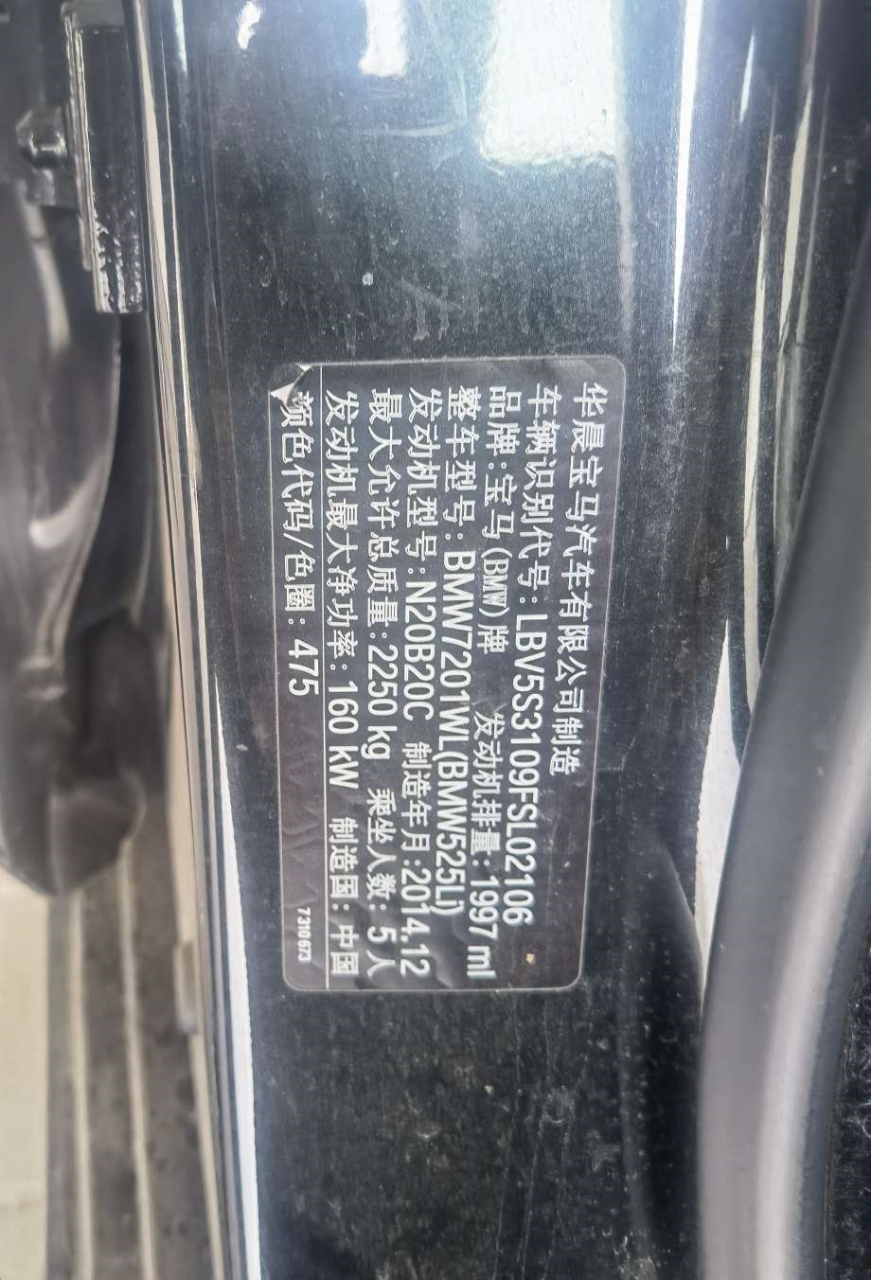 华晨宝马汽车有限公司制造
车辆识别代号: LBV5S3109FSL02106
品牌: 宝马(BMW)牌 发动机排量: 1997 ml
整车型号: BMW7201WL(BMW525Li)
发动机型号: N20B20C 制造年月: 2014.12
最大允许总质量: 2250 kg 乘坐人数: 5人
发动机最大净功率: 160 kW 制造国: 中国
颜色代码/色圈: 475
7310673